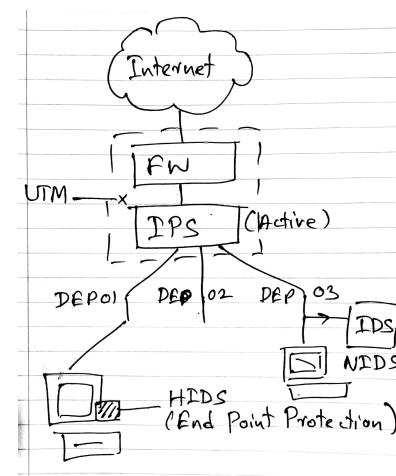 Internet
FW
UTM
IPS (Active)
DEP01 DEP 02 DEP 03
IDS
NIDS
HIDS
(End Point Protection)